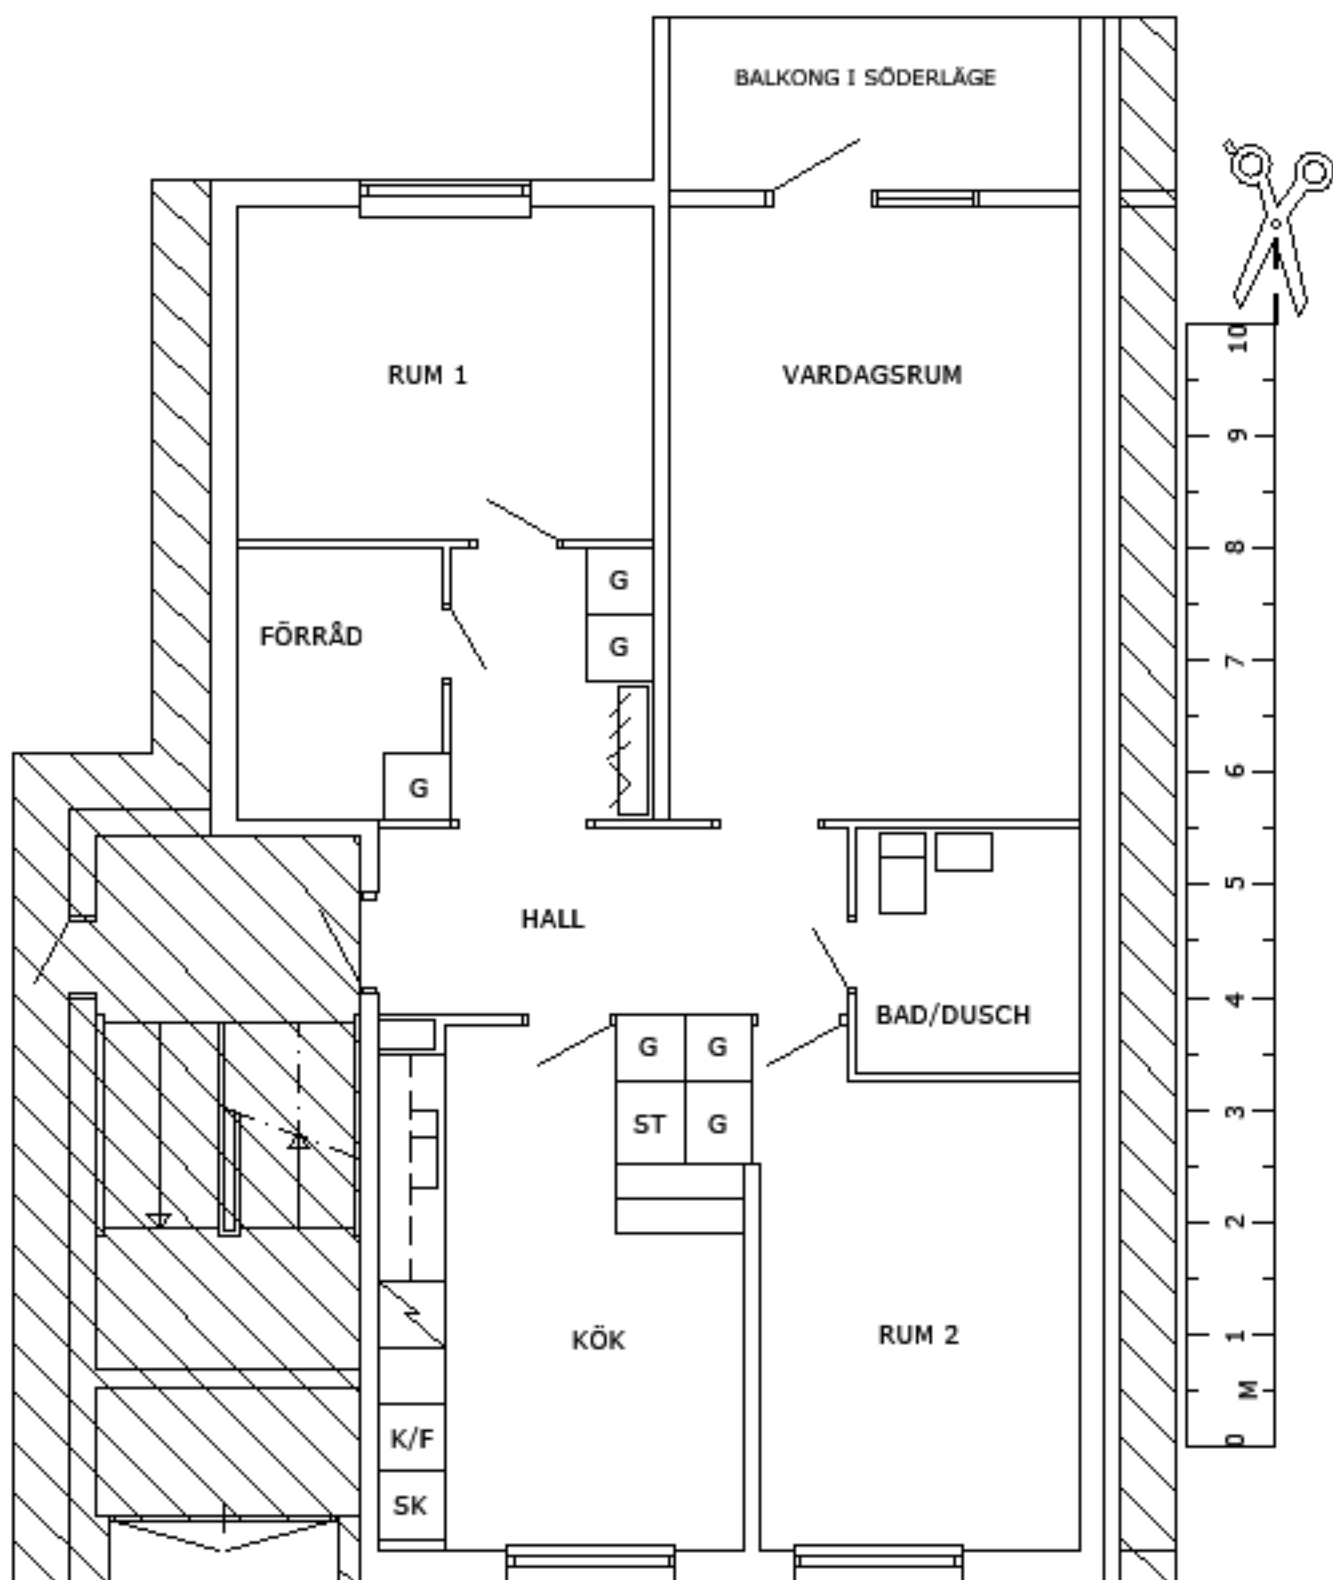 BALKONG I SÖDERLÄGE
RUM 1
VARDAGSRUM
G
G
FÖRRÅD
G
HALL
BAD/DUSCH
G G
ST G
KÖK
RUM 2
K/F
SK
10
9
8
7
6
5
4
3
2
1
M
0